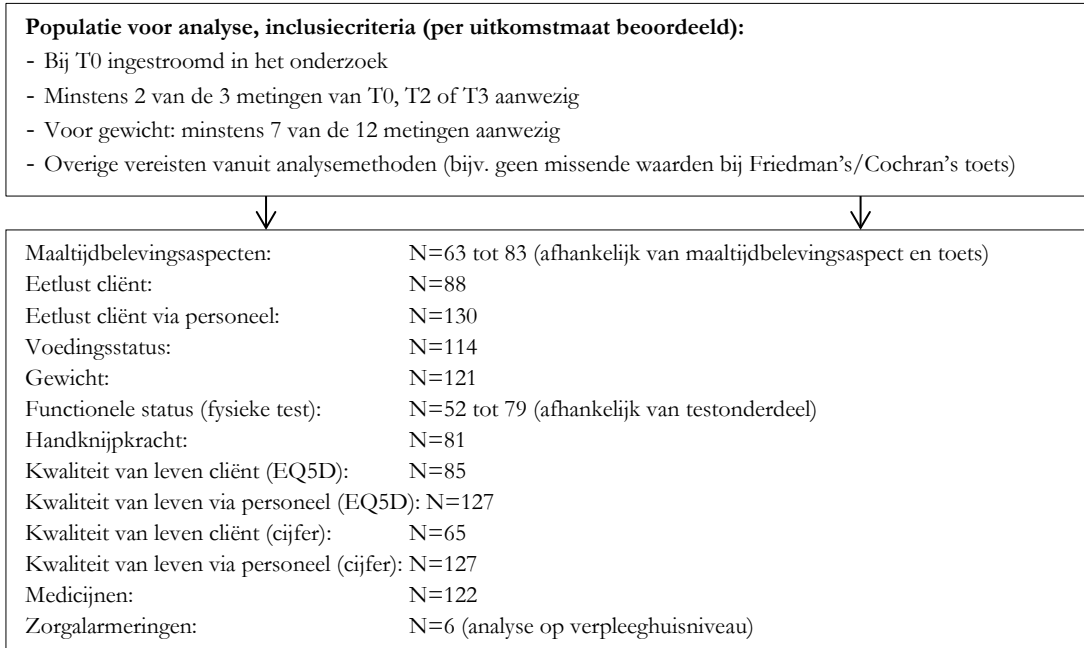 Populatie voor analyse, inclusiecriteria (per uitkomstmaat beoordeeld):
- Bij T0 ingestroomd in het onderzoek
- Minstens 2 van de 3 metingen van T0, T2 of T3 aanwezig
- Voor gewicht: minstens 7 van de 12 metingen aanwezig
- Overige vereisten vanuit analysemethoden (bijv. geen missende waarden bij Friedman's/Cochran's toets)
Maaltijdbelevingsaspecten: N=63 tot 83 (afhankelijk van maaltijdbelevingsaspect en toets)
Eetlust cliënt: N=88
Eetlust cliënt via personeel: N=130
Voedingsstatus: N=114
Gewicht: N=121
Functionele status (fysieke test): N=52 tot 79 (afhankelijk van testonderdeel)
Handknijpkracht: N=81
Kwaliteit van leven cliënt (EQ5D): N=85
Kwaliteit van leven via personeel (EQ5D): N=127
Kwaliteit van leven cliënt (cijfer): N=65
Kwaliteit van leven via personeel (cijfer): N=127
Medicijnen: N=122
Zorgalarmeringen: N=6 (analyse op verpleeghuisniveau)